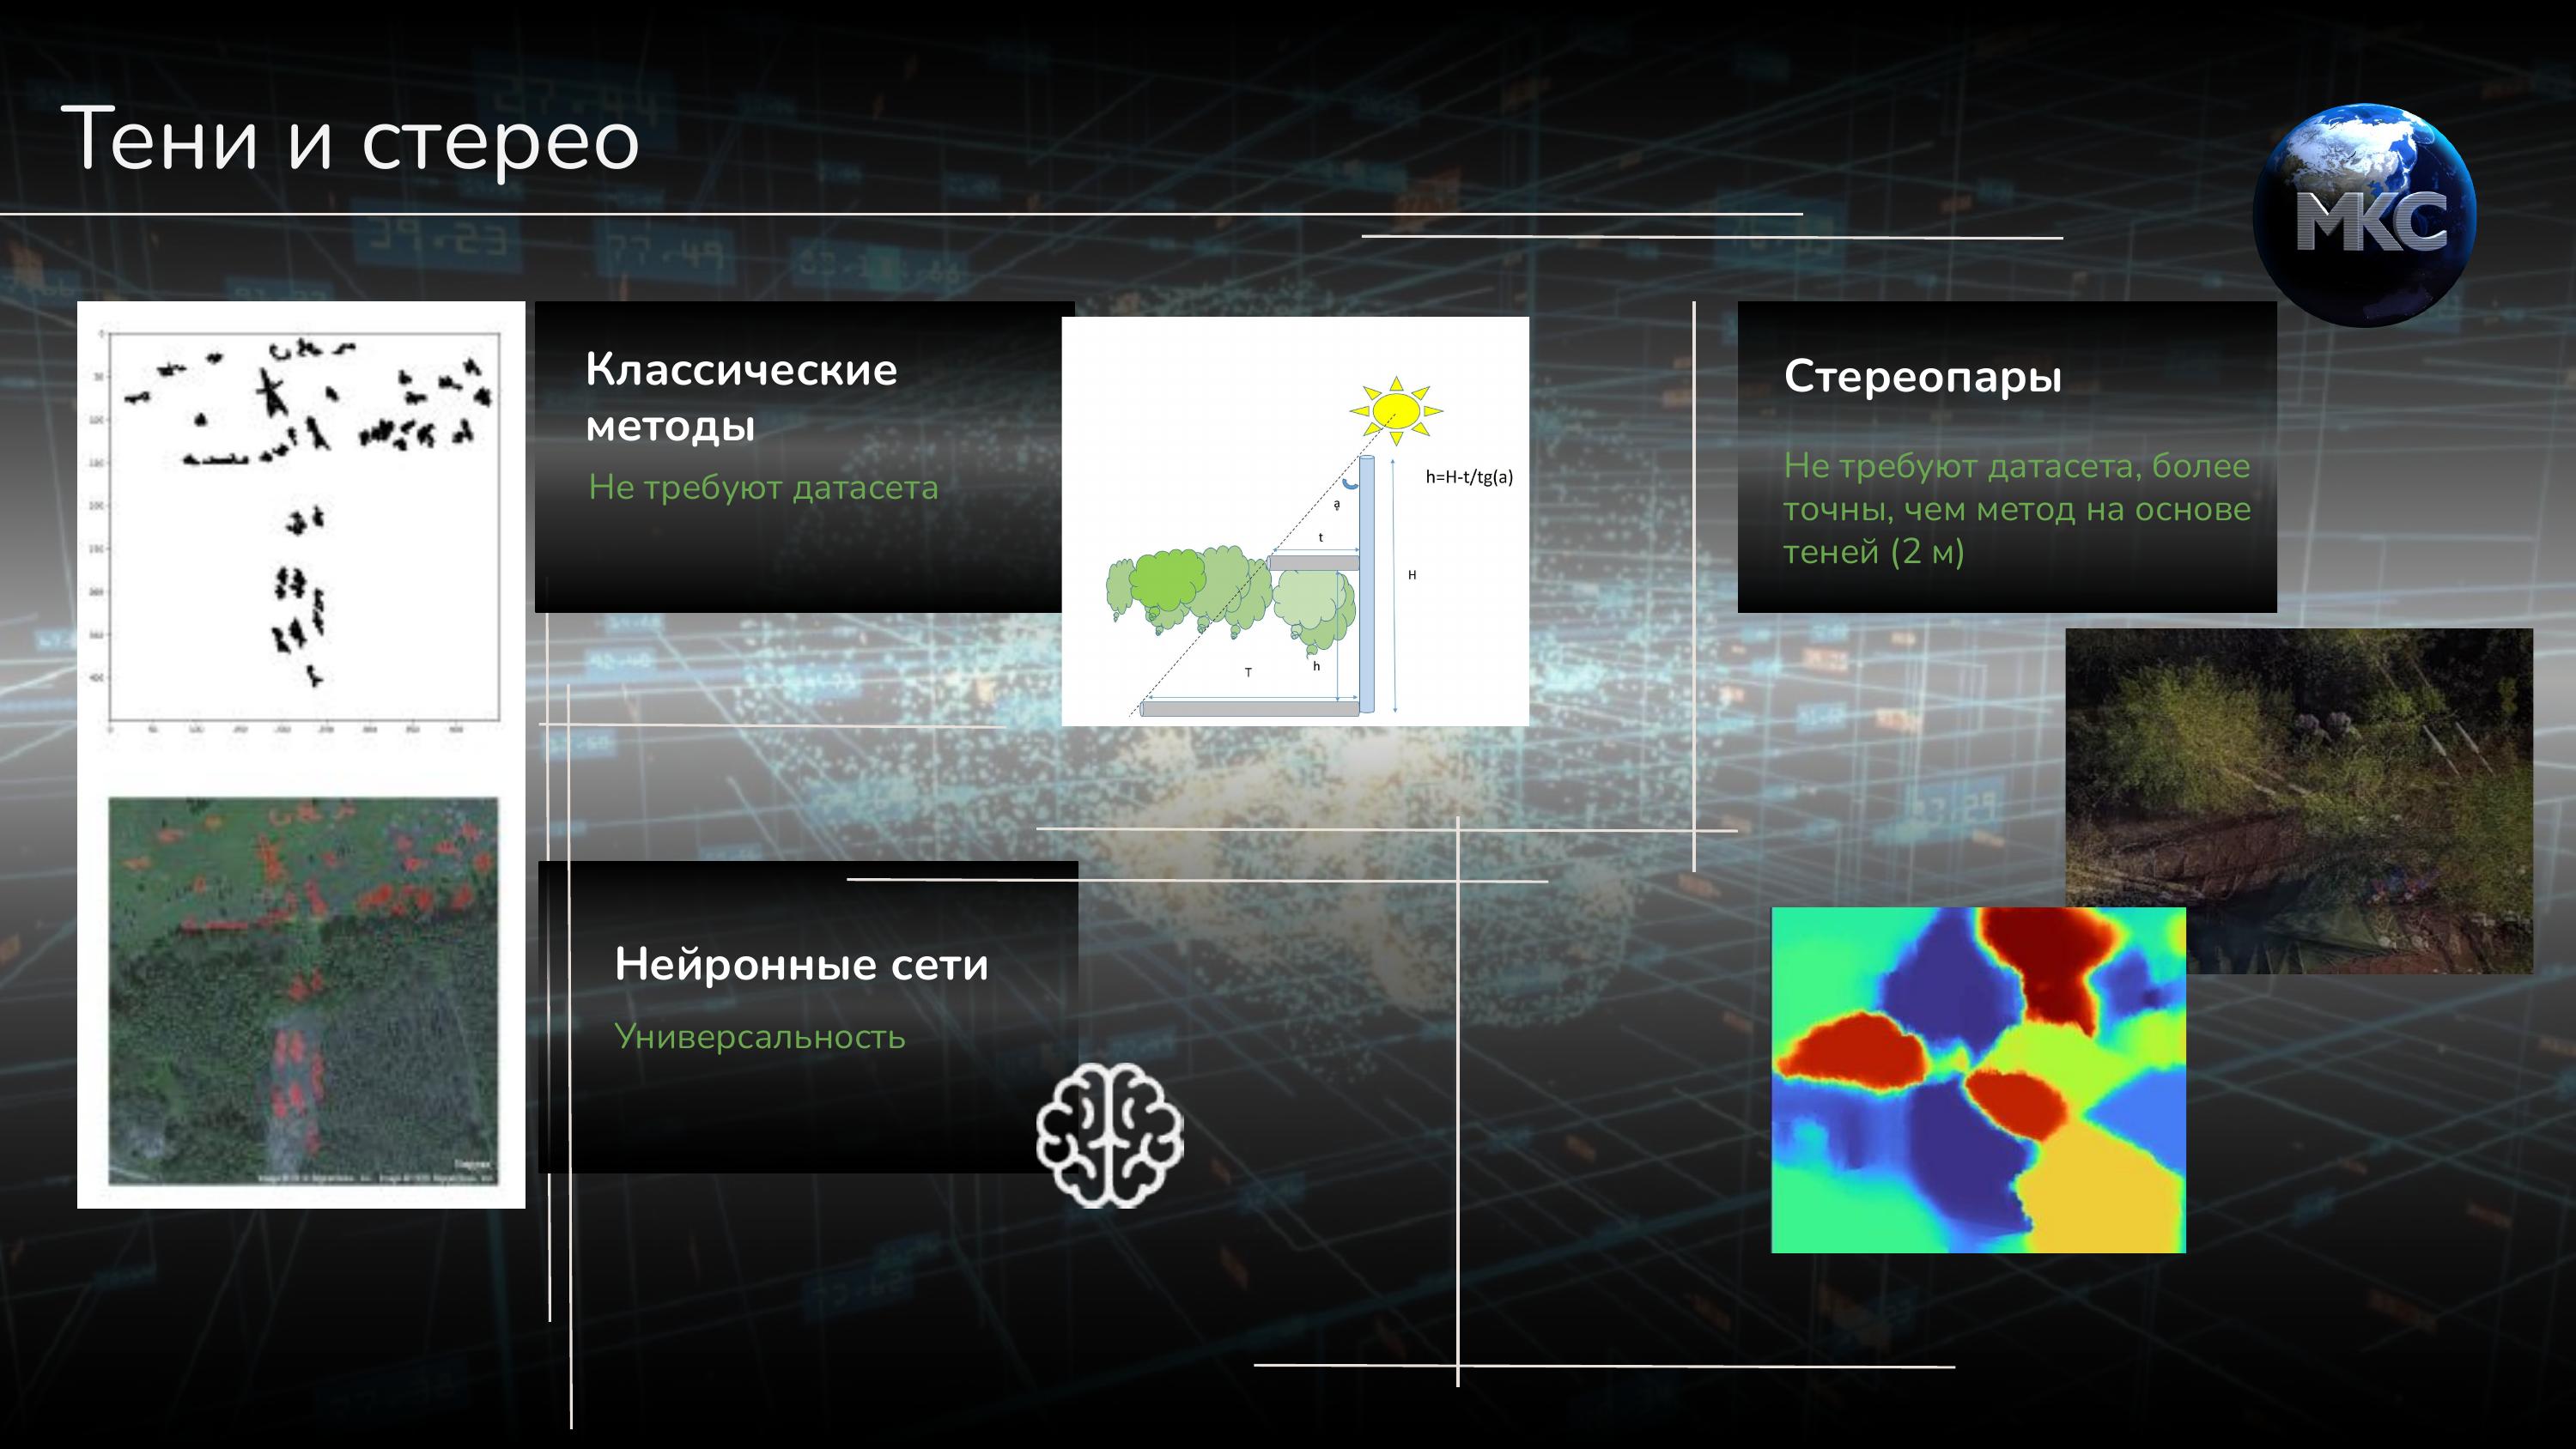 Тени и стерео
МКС
Классические
методы
Не требуют датасета
h=H-t/tg(a)
a
t
H
T
h
Стереопары
Не требуют датасета, более
точны, чем метод на основе
теней (2 м)
Нейронные сети
Универсальность